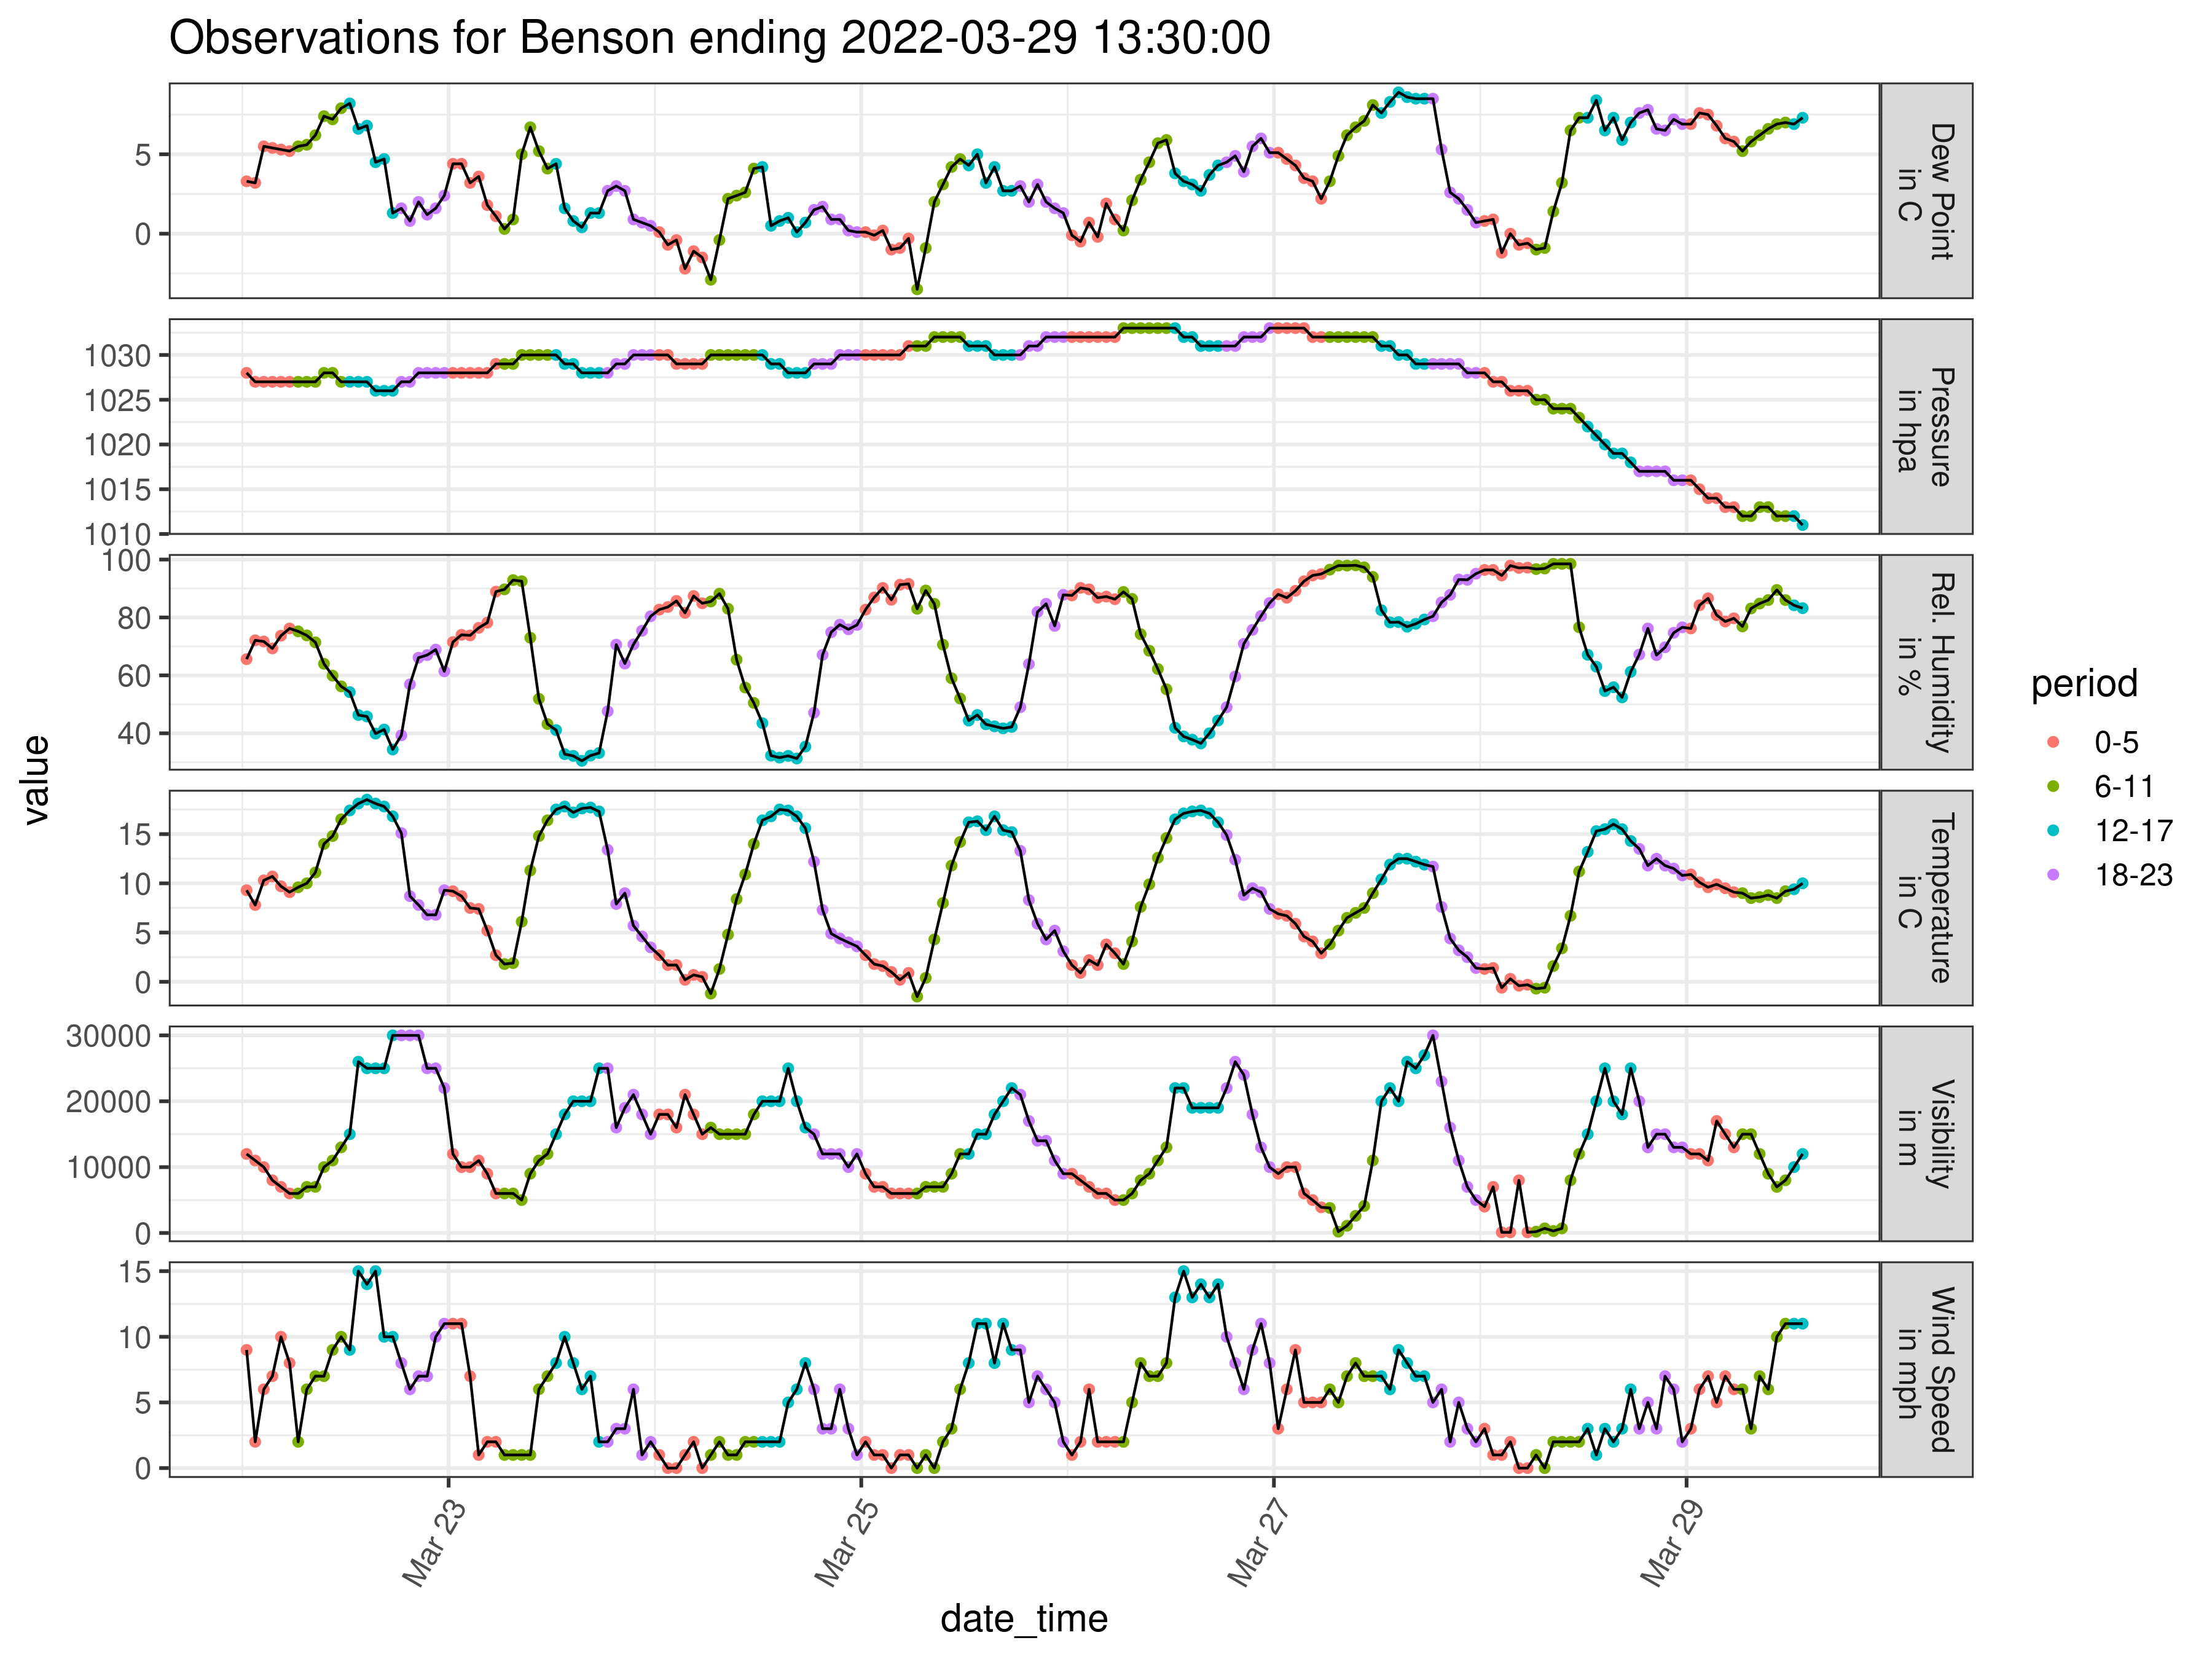 Observations for Benson ending 2022-03-29 13:30:00
value
5
0
Dew Point
in C
1030
1025
1020
1015
1010
Pressure
in hpa
100
80
60
40
Rel. Humidity
in %
15
10
5
0
Temperature
in C
30000
20000
10000
0
Visibility
in m
15
10
5
0
Wind Speed
in mph
Mar 23
Mar 25
Mar 27
Mar 29
date_time
period
0-5
6-11
12-17
18-23